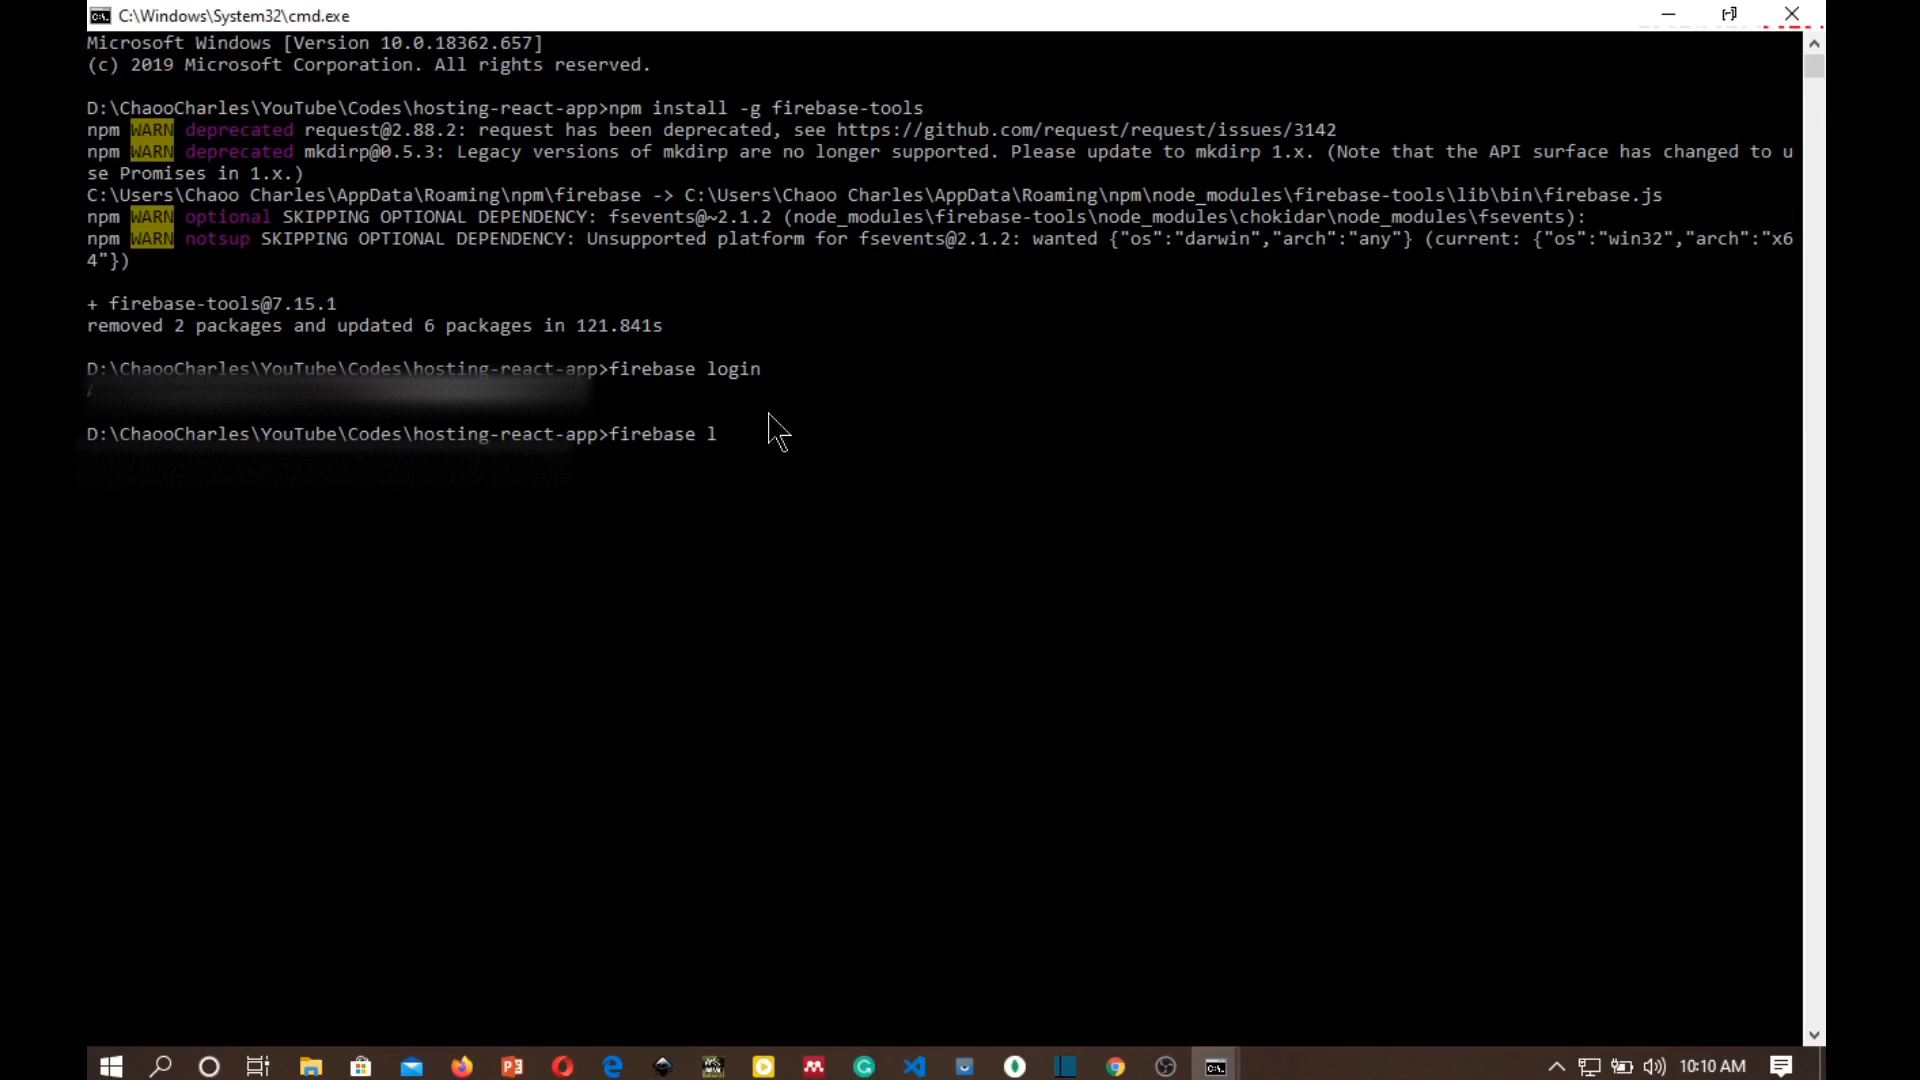 C:\Windows\System32\cmd.exe
Microsoft Windows [Version 10.0.18362.657]
(c) 2019 Microsoft Corporation. All rights reserved.
D:\ChaooCharles\YouTube\Codes\hosting-react-app>npm install -g firebase-tools
npm WARN deprecated request@2.88.2: request has been deprecated, see https://github.com/request/request/issues/3142
npm WARN deprecated mkdirp@0.5.3: Legacy versions of mkdirp are no longer supported. Please update to mkdirp 1.x. (Note that the API surface has changed to u
se Promises in 1.x.)
C:\Users\Chaoo Charles\AppData\Roaming\npm\firebase -> C:\Users\Chaoo Charles\AppData\Roaming\npm\node_modules\firebase-tools\lib\bin\firebase.js
npm WARN optional SKIPPING OPTIONAL DEPENDENCY: fsevents@~2.1.2 (node_modules\firebase-tools\node_modules\chokidar\node_modules\fsevents):
npm WARN notsup SKIPPING OPTIONAL DEPENDENCY: Unsupported platform for fsevents@2.1.2: wanted {"os":"darwin","arch":"any"} (current: {"os":"win32","arch":"x6
4"})
+ firebase-tools@7.15.1
removed 2 packages and updated 6 packages in 121.841s
D:\ChaooCharles\YouTube\Codes\hosting-react-app>firebase login
D:\ChaooCharles\YouTube\Codes\hosting-react-app>firebase l
10:10 AM